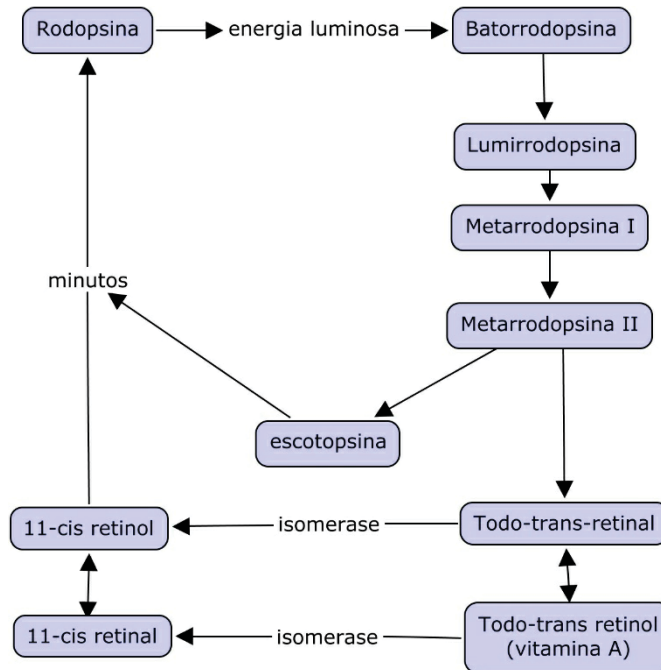 Rodopsina
energia luminosa
Batorrodopsina
Lumirrodopsina
Metarrodopsina I
minutos
Metarrodopsina II
escotopsina
11-cis retinol
isomerase
Todo-trans-retinal
11-cis retinal
isomerase
Todo-trans retinol
(vitamina A)